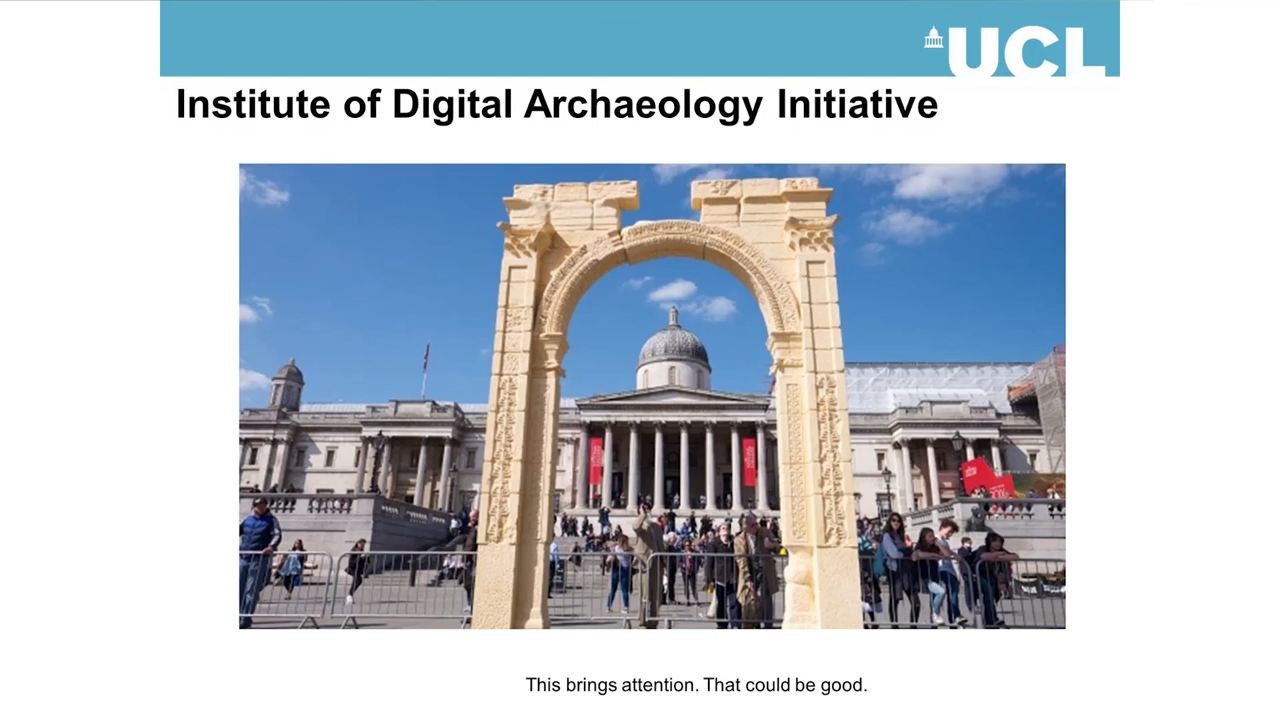 UCL
Institute of Digital Archaeology Initiative
This brings attention. That could be good.